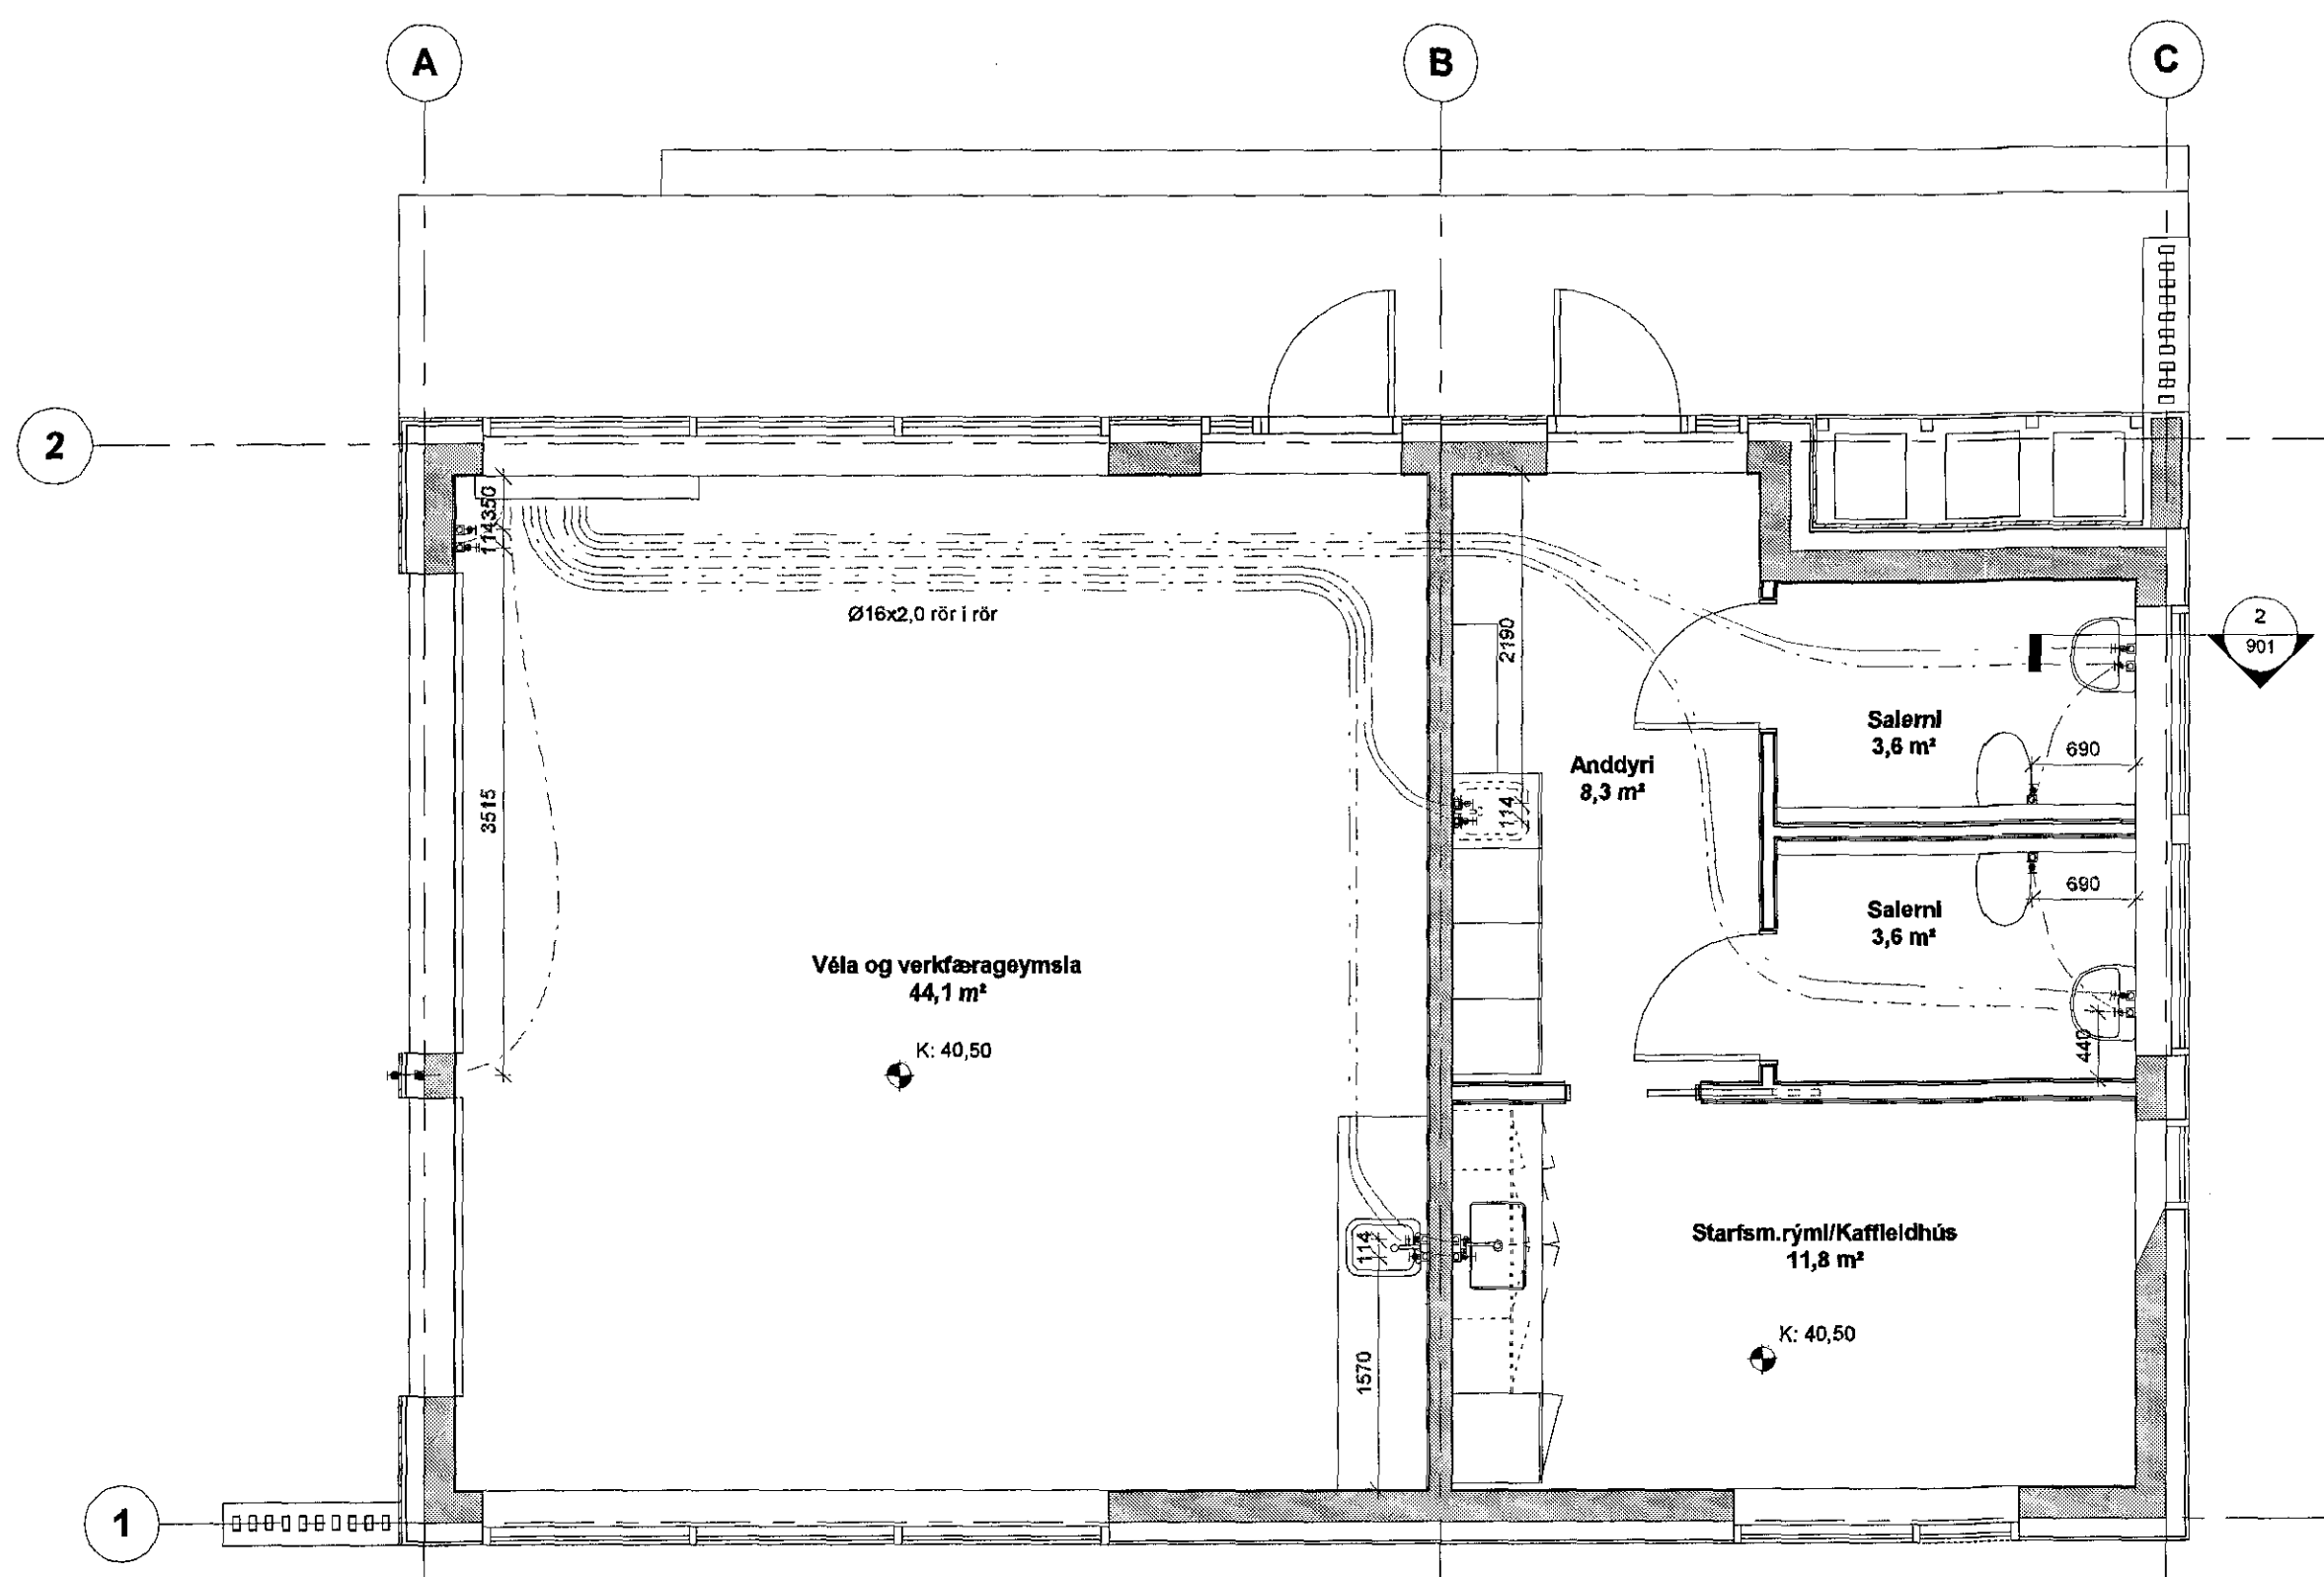 A
B
C
2
350
114
Ø16x2,0 rör í rör
2190
2
901
Salerni
3,6 m²
690
Anddyri
8,3 m²
3515
114
690
Salerni
3,6 m²
Véla og verkfærageymsla
44,1 m²
440
K: 40,50
114
Starfsm.rými/Kaffieldhús
11,8 m²
K: 40,50
1570
1